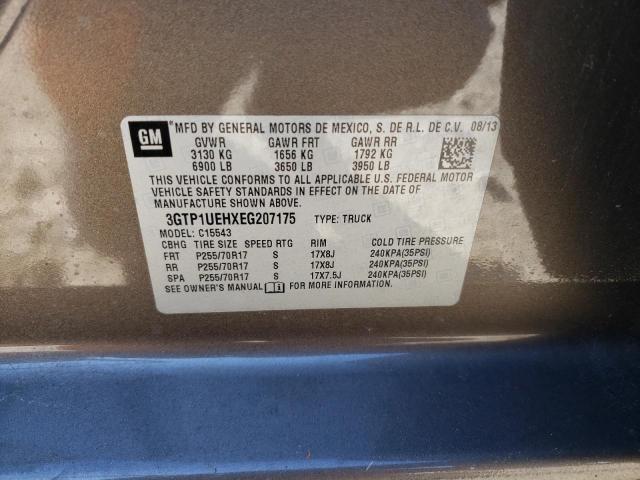 GM
MFD BY GENERAL MOTORS DE MEXICO, S. DE R.L. DE C.V. 08/13
GVWR GAWR FRT GAWR RR
3130 KG 1656 KG 1792 KG
6900 LB 3650 LB 3950 LB
THIS VEHICLE CONFORMS TO ALL APPLICABLE U.S. FEDERAL MOTOR
VEHICLE SAFETY STANDARDS IN EFFECT ON THE DATE OF
MANUFACTURE SHOWN ABOVE.
3GTP1UEHXEG207175 TYPE: TRUCK
MODEL: C15543
CBHG TIRE SIZE SPEED RTG RIM COLD TIRE PRESSURE
FRT P255/70R17 S 17X8J 240KPA(35PSI)
RR P255/70R17 S 17X8J 240KPA(35PSI)
SPA P255/70R17 S 17X7.5J 240KPA(35PSI)
SEE OWNER'S MANUAL FOR MORE INFORMATION.